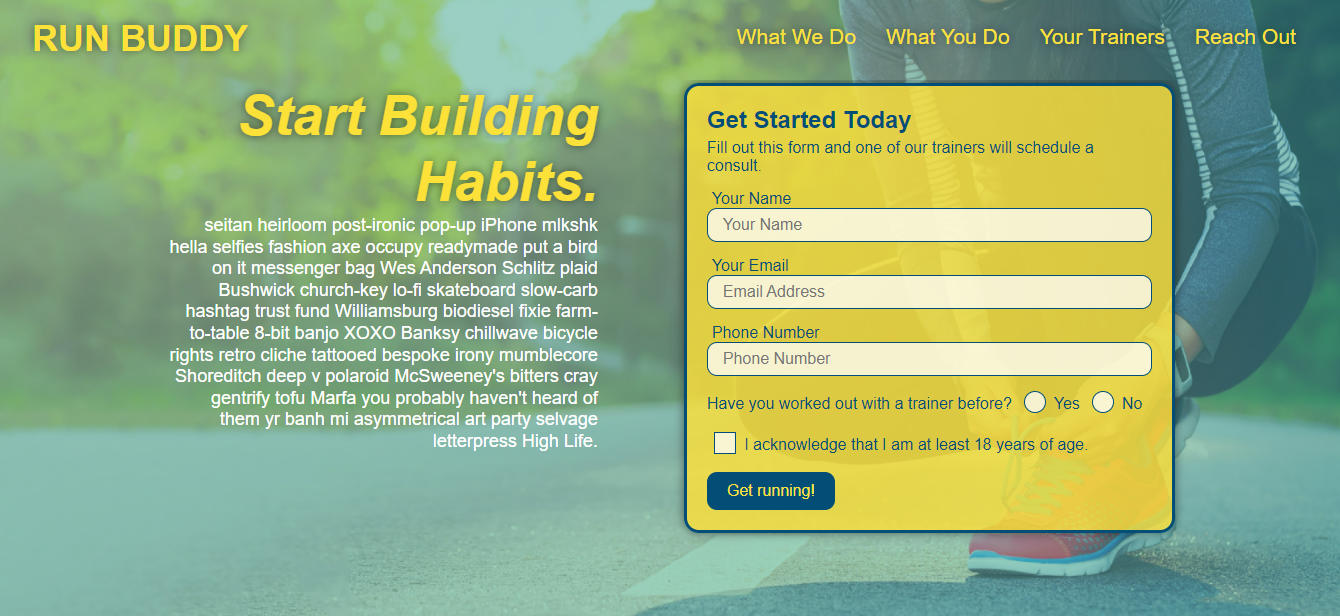 RUN BUDDY
What We Do What You Do Your Trainers Reach Out
Start Building
Habits.
seitan heirloom post-ironic pop-up iPhone mlkshk
hella selfies fashion axe occupy readymade put a bird
on it messenger bag Wes Anderson Schlitz plaid
Bushwick church-key lo-fi skateboard slow-carb
hashtag trust fund Williamsburg biodiesel fixie farm-
to-table 8-bit banjo XOXO Banksy chillwave bicycle
rights retro cliche tattooed bespoke irony mumblecore
Shoreditch deep v polaroid McSweeney's bitters cray
gentrify tofu Marfa you probably haven't heard of
them yr banh mi asymmetrical art party selvage
letterpress High Life.
Get Started Today
Fill out this form and one of our trainers will schedule a
consult.
Your Name
Your Name
Your Email
Email Address
Phone Number
Phone Number
Have you worked out with a trainer before? Yes No
I acknowledge that I am at least 18 years of age.
Get running!